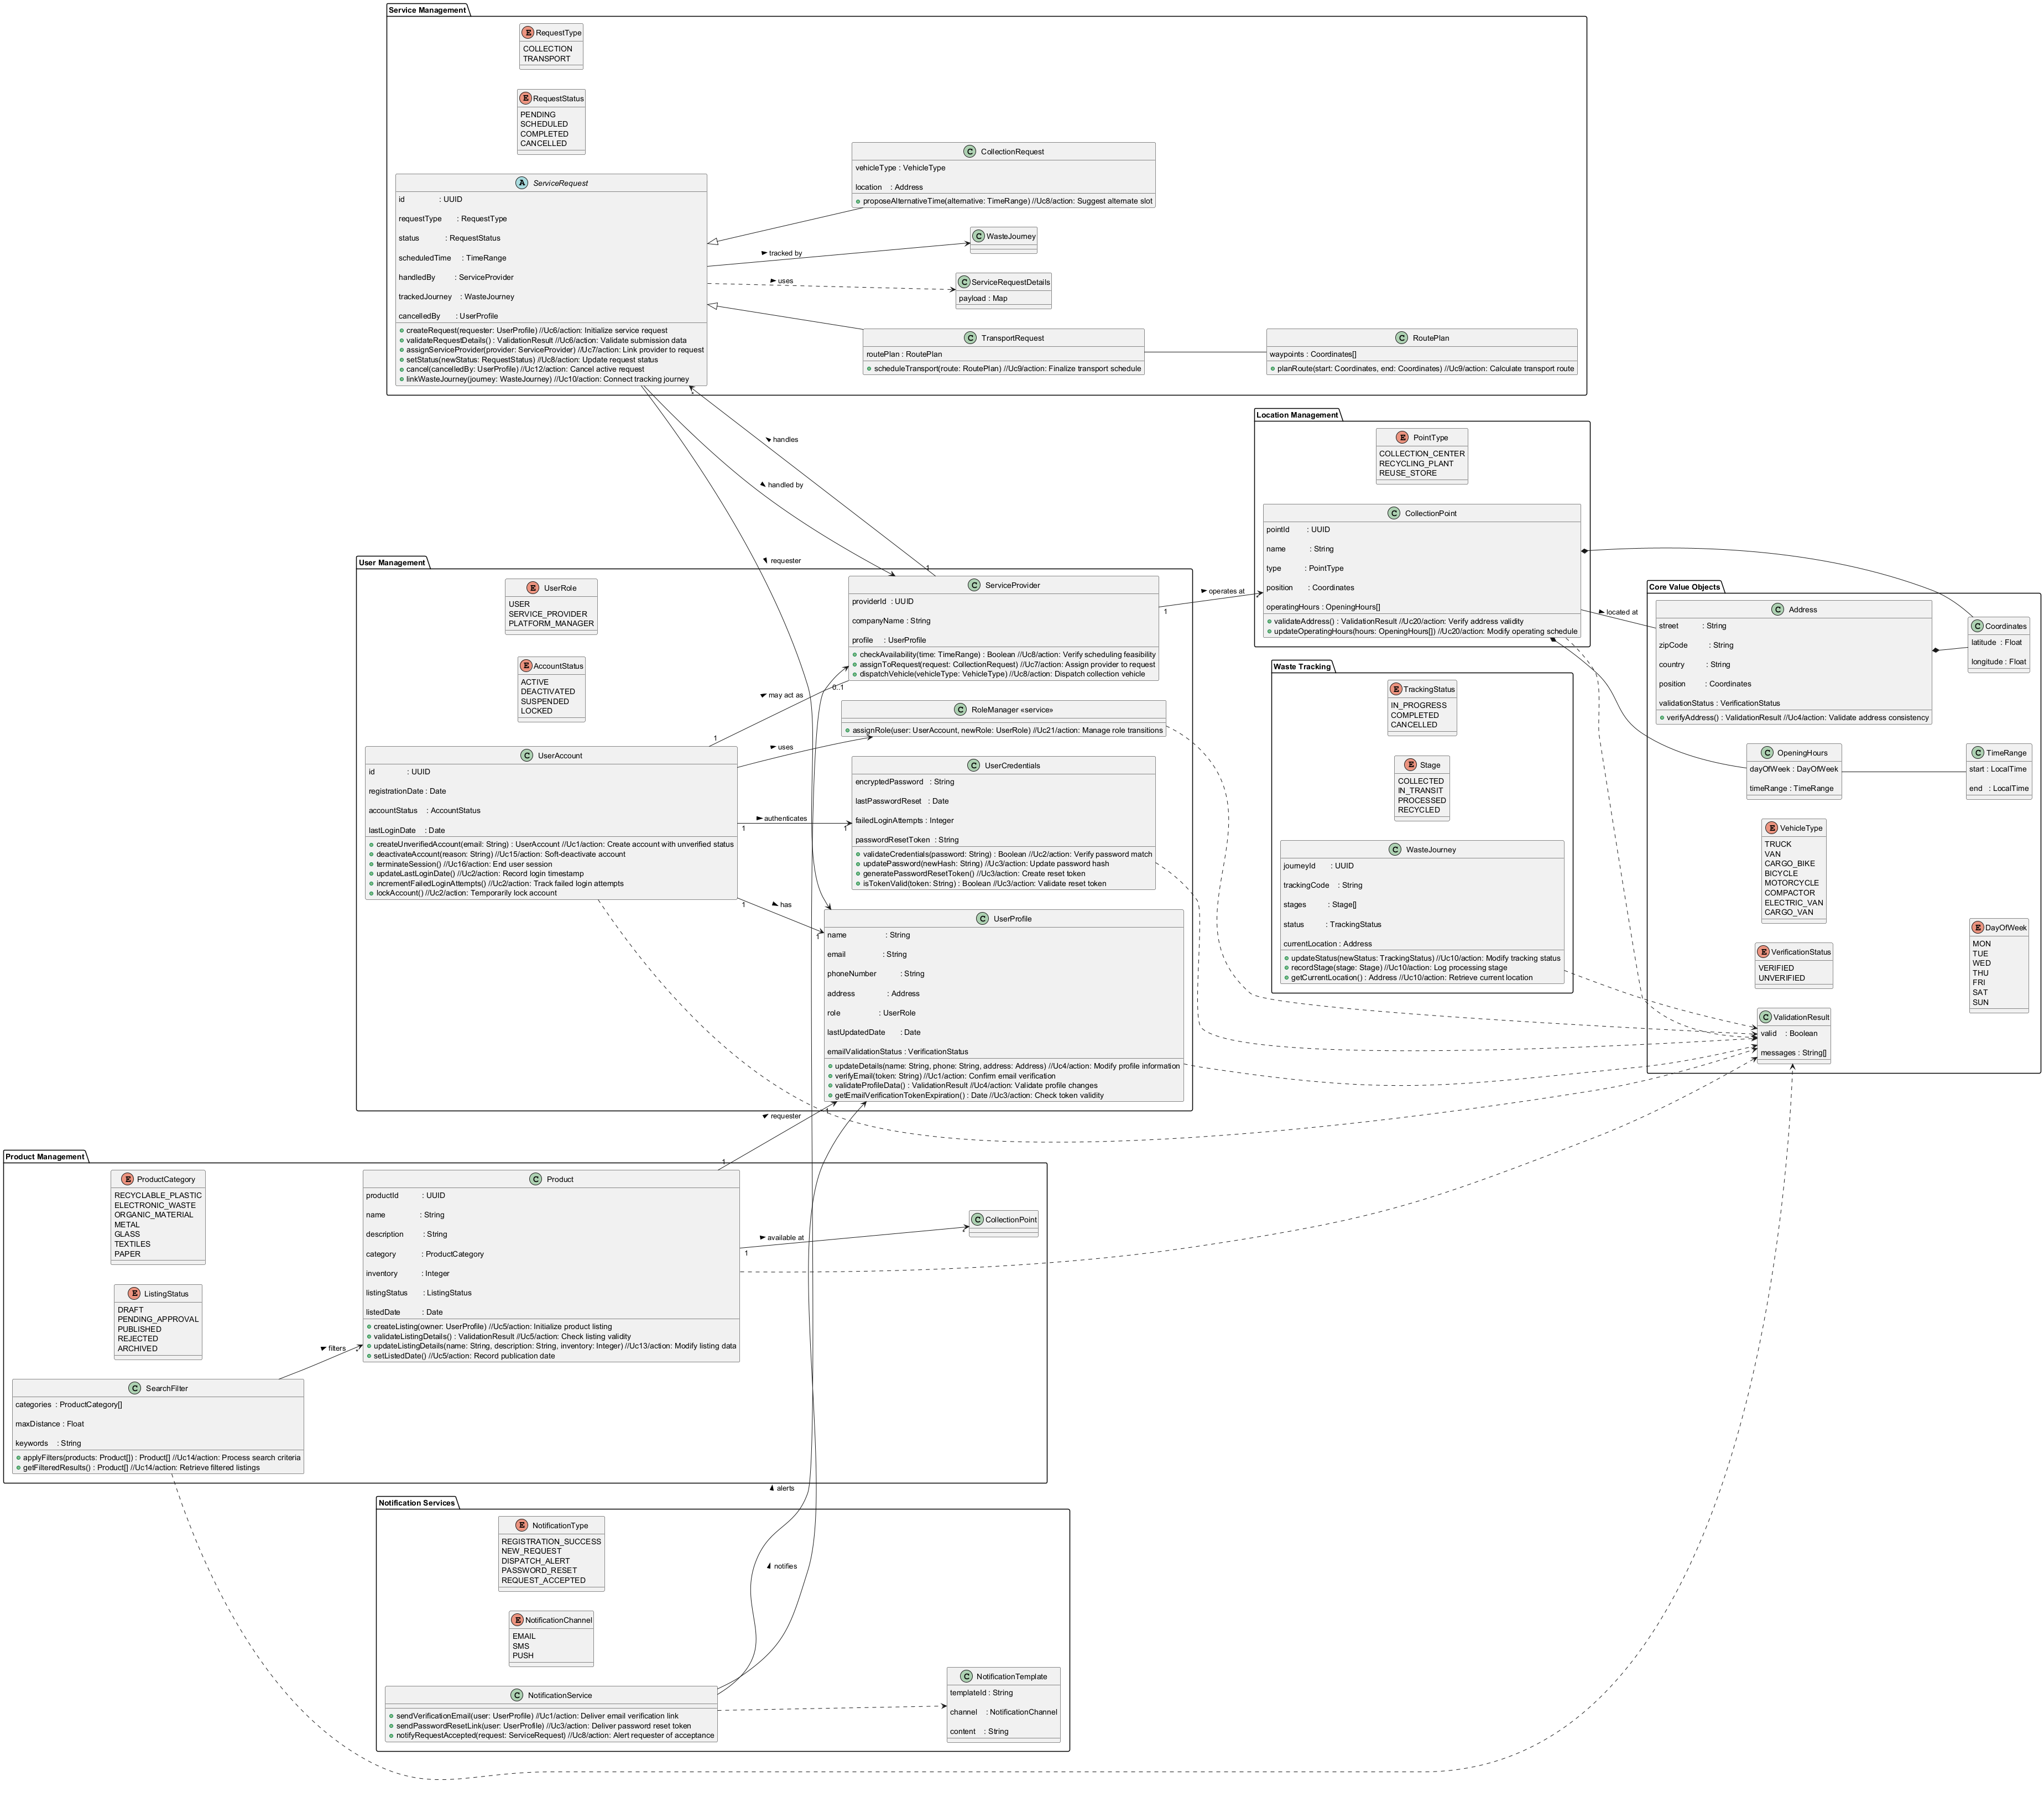 Service Management
RequestType
COLLECTION
TRANSPORT
RequestStatus
PENDING
SCHEDULED
COMPLETED
CANCELLED
ServiceRequest
id : UUID
requestType : RequestType
status : RequestStatus
scheduledTime : TimeRange
handledBy : ServiceProvider
trackedJourney : WasteJourney
cancelledBy : UserProfile
createRequest(requester: UserProfile) //Uc6/action: Initialize service request
validateRequestDetails() : ValidationResult //Uc6/action: Validate submission data
assignServiceProvider(provider: ServiceProvider) //Uc7/action: Link provider to request
setStatus(newStatus: RequestStatus) //Uc8/action: Update request status
cancel(cancelledBy: UserProfile) //Uc12/action: Cancel active request
linkWasteJourney(journey: WasteJourney) //Uc10/action: Connect tracking journey
CollectionRequest
vehicleType : VehicleType
location : Address
proposeAlternativeTime(alternative: TimeRange) //Uc8/action: Suggest alternate slot
tracked by
WasteJourney
uses
ServiceRequestDetails
payload : Map
TransportRequest
routePlan : RoutePlan
scheduleTransport(route: RoutePlan) //Uc9/action: Finalize transport schedule
RoutePlan
waypoints : Coordinates[]
planRoute(start: Coordinates, end: Coordinates) //Uc9/action: Calculate transport route
*
handles
handled by
requester
1
Location Management
PointType
COLLECTION_CENTER
RECYCLING_PLANT
REUSE_STORE
CollectionPoint
pointId : UUID
name : String
type : PointType
position : Coordinates
operatingHours : OpeningHours[]
validateAddress() : ValidationResult //Uc20/action: Verify address validity
updateOperatingHours(hours: OpeningHours[]) //Uc20/action: Modify operating schedule
located at
User Management
UserRole
USER
SERVICE_PROVIDER
PLATFORM_MANAGER
AccountStatus
ACTIVE
DEACTIVATED
SUSPENDED
LOCKED
UserAccount
id : UUID
registrationDate : Date
accountStatus : AccountStatus
lastLoginDate : Date
createUnverifiedAccount(email: String) : UserAccount //Uc1/action: Create account with unverified status
deactivateAccount(reason: String) //Uc15/action: Soft-deactivate account
terminateSession() //Uc16/action: End user session
updateLastLoginDate() //Uc2/action: Record login timestamp
incrementFailedLoginAttempts() //Uc2/action: Track failed login attempts
lockAccount() //Uc2/action: Temporarily lock account
ServiceProvider
providerId : UUID
companyName : String
profile : UserProfile
checkAvailability(time: TimeRange) : Boolean //Uc8/action: Verify scheduling feasibility
assignToRequest(request: CollectionRequest) //Uc7/action: Assign provider to request
dispatchVehicle(vehicleType: VehicleType) //Uc8/action: Dispatch collection vehicle
1
operates at
*
1
may act as
0..1
RoleManager «service»
assignRole(user: UserAccount, newRole: UserRole) //Uc21/action: Manage role transitions
uses
UserCredentials
encryptedPassword : String
lastPasswordReset : Date
failedLoginAttempts : Integer
passwordResetToken : String
validateCredentials(password: String) : Boolean //Uc2/action: Verify password match
updatePassword(newHash: String) //Uc3/action: Update password hash
generatePasswordResetToken() //Uc3/action: Create reset token
isTokenValid(token: String) : Boolean //Uc3/action: Validate reset token
1
authenticates
1
1
has
1
UserProfile
name : String
email : String
phoneNumber : String
address : Address
role : UserRole
lastUpdatedDate : Date
emailValidationStatus : VerificationStatus
updateDetails(name: String, phone: String, address: Address) //Uc4/action: Modify profile information
verifyEmail(token: String) //Uc1/action: Confirm email verification
validateProfileData() : ValidationResult //Uc4/action: Validate profile changes
getEmailVerificationTokenExpiration() : Date //Uc3/action: Check token validity
Waste Tracking
TrackingStatus
IN_PROGRESS
COMPLETED
CANCELLED
Stage
COLLECTED
IN_TRANSIT
PROCESSED
RECYCLED
WasteJourney
journeyId : UUID
trackingCode : String
stages : Stage[]
status : TrackingStatus
currentLocation : Address
updateStatus(newStatus: TrackingStatus) //Uc10/action: Modify tracking status
recordStage(stage: Stage) //Uc10/action: Log processing stage
getCurrentLocation() : Address //Uc10/action: Retrieve current location
Core Value Objects
Address
street : String
zipCode : String
country : String
position : Coordinates
validationStatus : VerificationStatus
verifyAddress() : ValidationResult //Uc4/action: Validate address consistency
Coordinates
latitude : Float
longitude : Float
OpeningHours
dayOfWeek : DayOfWeek
timeRange : TimeRange
TimeRange
start : LocalTime
end : LocalTime
VehicleType
TRUCK
VAN
CARGO_BIKE
BICYCLE
MOTORCYCLE
COMPACTOR
ELECTRIC_VAN
CARGO_VAN
VerificationStatus
VERIFIED
UNVERIFIED
DayOfWeek
MON
TUE
WED
THU
FRI
SAT
SUN
ValidationResult
valid : Boolean
messages : String[]
Product Management
ProductCategory
RECYCLABLE_PLASTIC
ELECTRONIC_WASTE
ORGANIC_MATERIAL
METAL
GLASS
TEXTILES
PAPER
ListingStatus
DRAFT
PENDING_APPROVAL
PUBLISHED
REJECTED
ARCHIVED
SearchFilter
categories : ProductCategory[]
maxDistance : Float
keywords : String
applyFilters(products: Product[]) : Product[] //Uc14/action: Process search criteria
getFilteredResults() : Product[] //Uc14/action: Retrieve filtered listings
filters
*
Product
productId : UUID
name : String
description : String
category : ProductCategory
inventory : Integer
listingStatus : ListingStatus
listedDate : Date
createListing(owner: UserProfile) //Uc5/action: Initialize product listing
validateListingDetails() : ValidationResult //Uc5/action: Check listing validity
updateListingDetails(name: String, description: String, inventory: Integer) //Uc13/action: Modify listing data
setListedDate() //Uc5/action: Record publication date
1
requester
1
1
available at
*
CollectionPoint
Notification Services
NotificationType
REGISTRATION_SUCCESS
NEW_REQUEST
DISPATCH_ALERT
PASSWORD_RESET
REQUEST_ACCEPTED
NotificationChannel
EMAIL
SMS
PUSH
NotificationService
sendVerificationEmail(user: UserProfile) //Uc1/action: Deliver email verification link
sendPasswordResetLink(user: UserProfile) //Uc3/action: Deliver password reset token
notifyRequestAccepted(request: ServiceRequest) //Uc8/action: Alert requester of acceptance
alerts
notifies
NotificationTemplate
templateId : String
channel : NotificationChannel
content : String